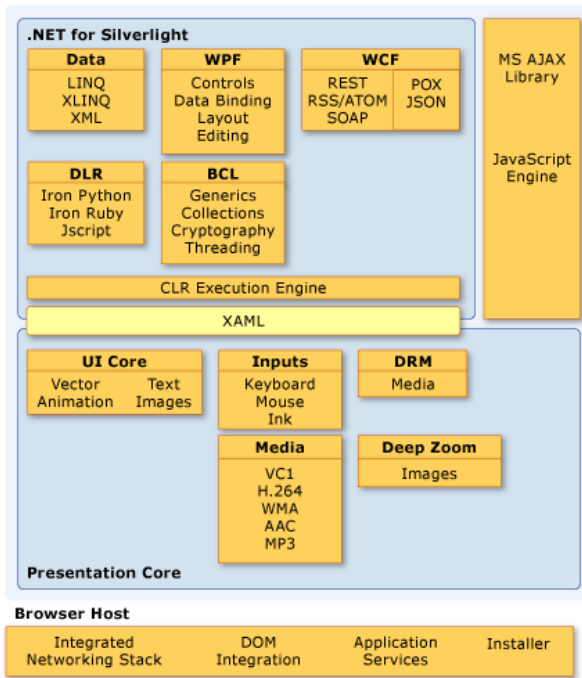 .NET for Silverlight
Data
LINQ
XLINQ
XML
WPF
Controls
Data Binding
Layout
Editing
WCF
REST
RSS/ATOM
SOAP
POX
JSON
MS AJAX
Library
JavaScript
Engine
DLR
Iron Python
Iron Ruby
Jscript
BCL
Generics
Collections
Cryptography
Threading
CLR Execution Engine
XAML
UI Core
Vector
Animation
Text
Images
Inputs
Keyboard
Mouse
Ink
DRM
Media
Media
VC1
H.264
WMA
AAC
MP3
Deep Zoom
Images
Presentation Core
Browser Host
Integrated
Networking Stack
DOM
Integration
Application
Services
Installer